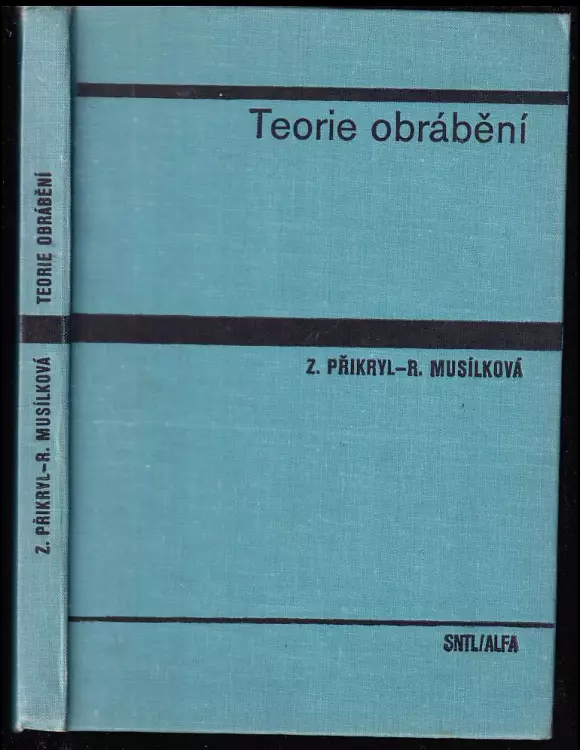 Teorie obrábění
Z. PŘIKRYL-R. MUSÍLKOVÁ
SNTL/ALFA
Z. PŘIKRYL-R. MUSÍLKOVÁ TEORIE OBRÁBĚNÍ